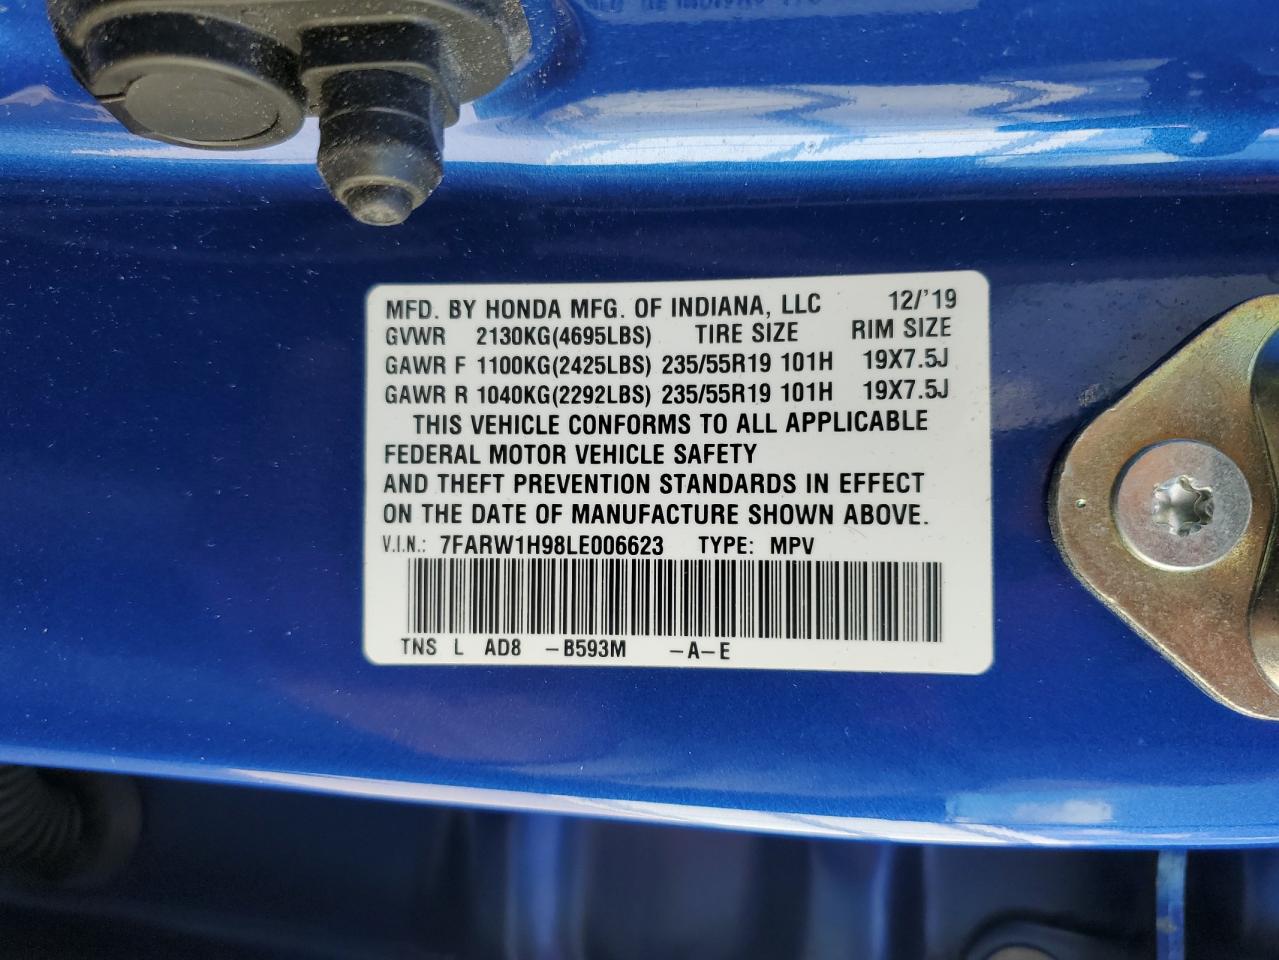 MFD. BY HONDA MFG. OF INDIANA, LLC 12/'19
GVWR 2130KG(4695LBS) TIRE SIZE RIM SIZE
GAWR F 1100KG(2425LBS) 235/55R19 101H 19X7.5J
GAWR R 1040KG(2292LBS) 235/55R19 101H 19X7.5J
THIS VEHICLE CONFORMS TO ALL APPLICABLE
FEDERAL MOTOR VEHICLE SAFETY
AND THEFT PREVENTION STANDARDS IN EFFECT
ON THE DATE OF MANUFACTURE SHOWN ABOVE.
V.I.N.: 7FARW1H98LE006623 TYPE: MPV
TNS L AD8 -B593M -A-E